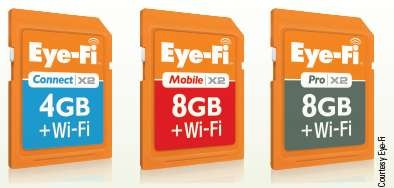 Eye-Fi
Connect X2
4GB
+Wi-Fi
Eye-Fi
Mobile X2
8GB
+Wi-Fi
Eye-Fi
Pro X2
8GB
+Wi-Fi
Courtesy Eye-Fi